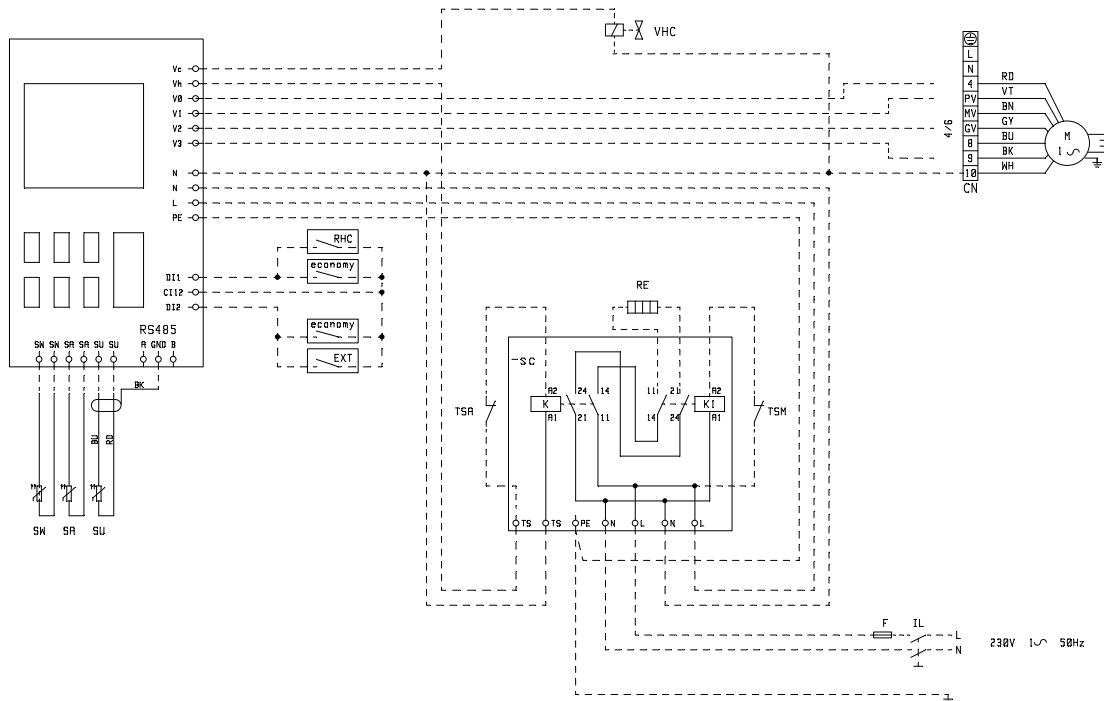 VHC
Vc
Vh
V0
V1
V2
V3
N
N
L
PE
DI1
CI12
DI2
RS485
SW SW SA SA SU SU A GND B
BK
BU
RD
SW SA SU
RHC
economy
economy
EXT
L
N
4
PV
MV
GV
8
9
10
CN
4/6
RD
VT
BN
GY
BU
BK
WH
M
1
RE
SC
TSA
TSM
A2 24 14 11 21 A2
K K1
A1 21 11 14 24 A1
TS TS PE N L N L
F IL
L
N
230V 1~ 50Hz